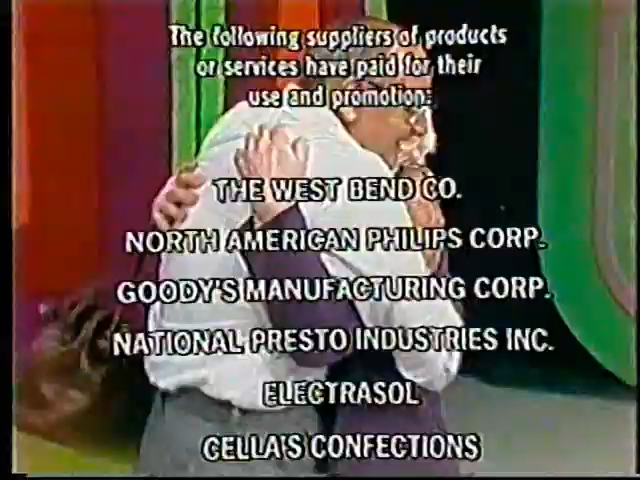 The following suppliers of products
or services have paid for their
use and promotion:
THE WEST BEND CO.
NORTH AMERICAN PHILIPS CORP.
GOODY'S MANUFACTURING CORP.
NATIONAL PRESTO INDUSTRIES INC.
ELECTRASOL
CELLA'S CONFECTIONS